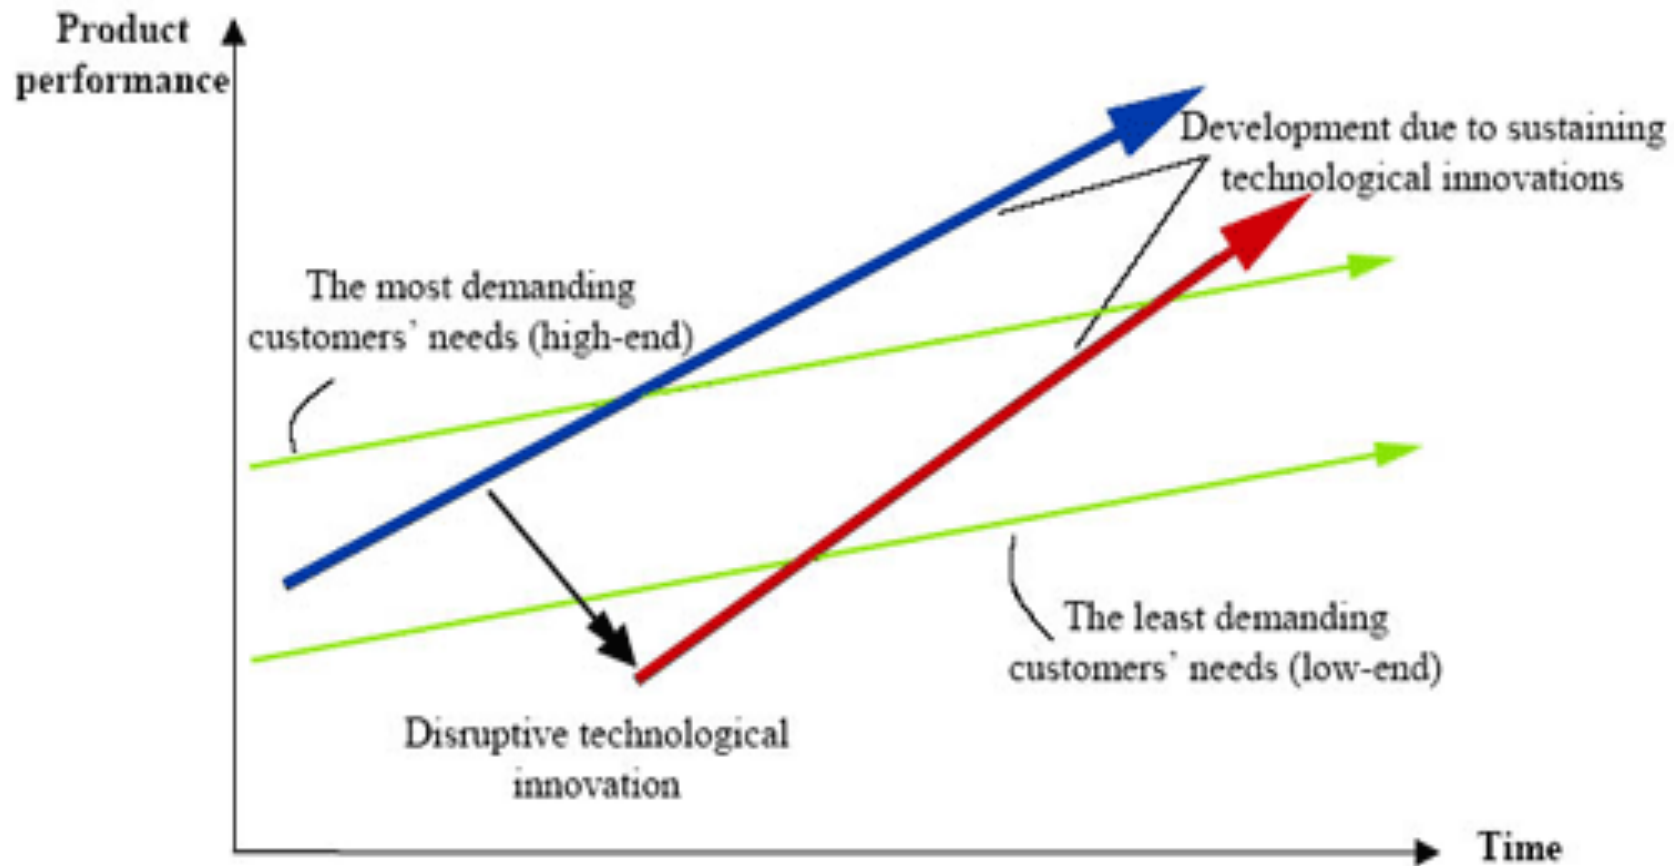 Product
performance
Development due to sustaining
technological innovations
The most demanding
customers’ needs (high-end)
The least demanding
customers’ needs (low-end)
Disruptive technological
innovation
Time